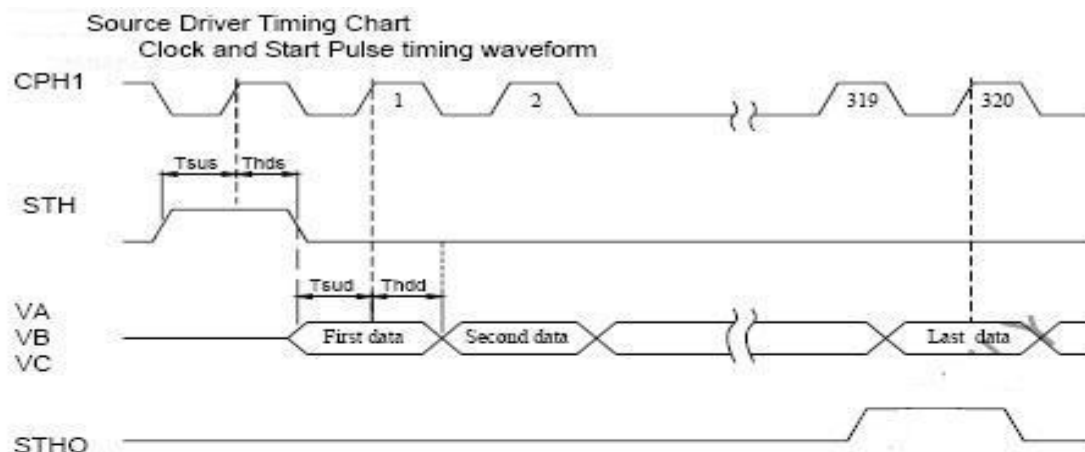 Source Driver Timing Chart
Clock and Start Pulse timing waveform
CPH1
1
2
319
320
Tsus
Thds
STH
Tsud
Thdd
VA
VB
VC
First data
Second data
Last data
STHO